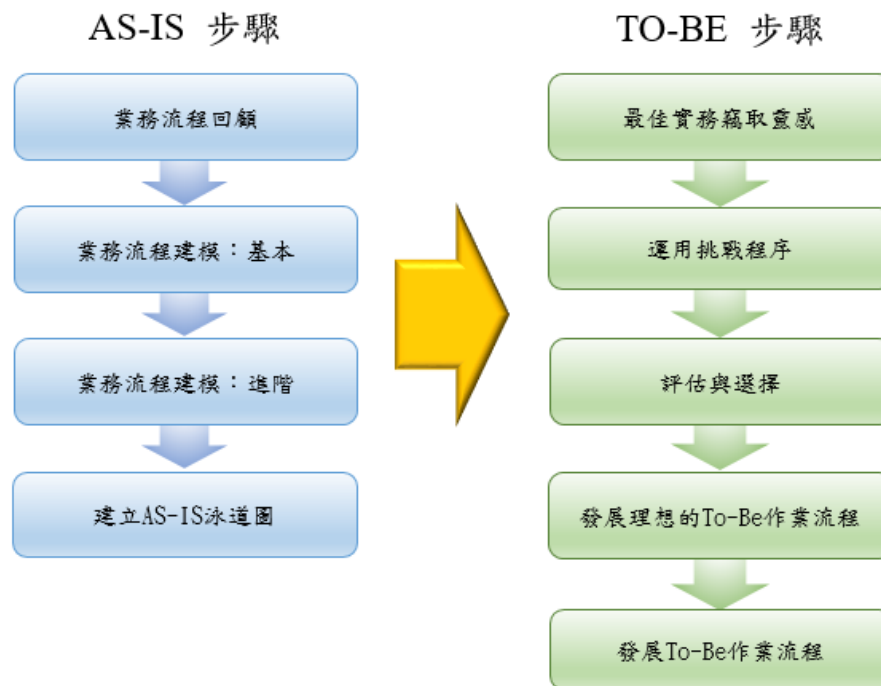 AS-IS 步驟
業務流程回顧
業務流程建模：基本
業務流程建模：進階
建立AS-IS泳道圖
TO-BE 步驟
最佳實務竊取靈感
運用挑戰程序
評估與選擇
發展理想的To-Be作業流程
發展To-Be作業流程